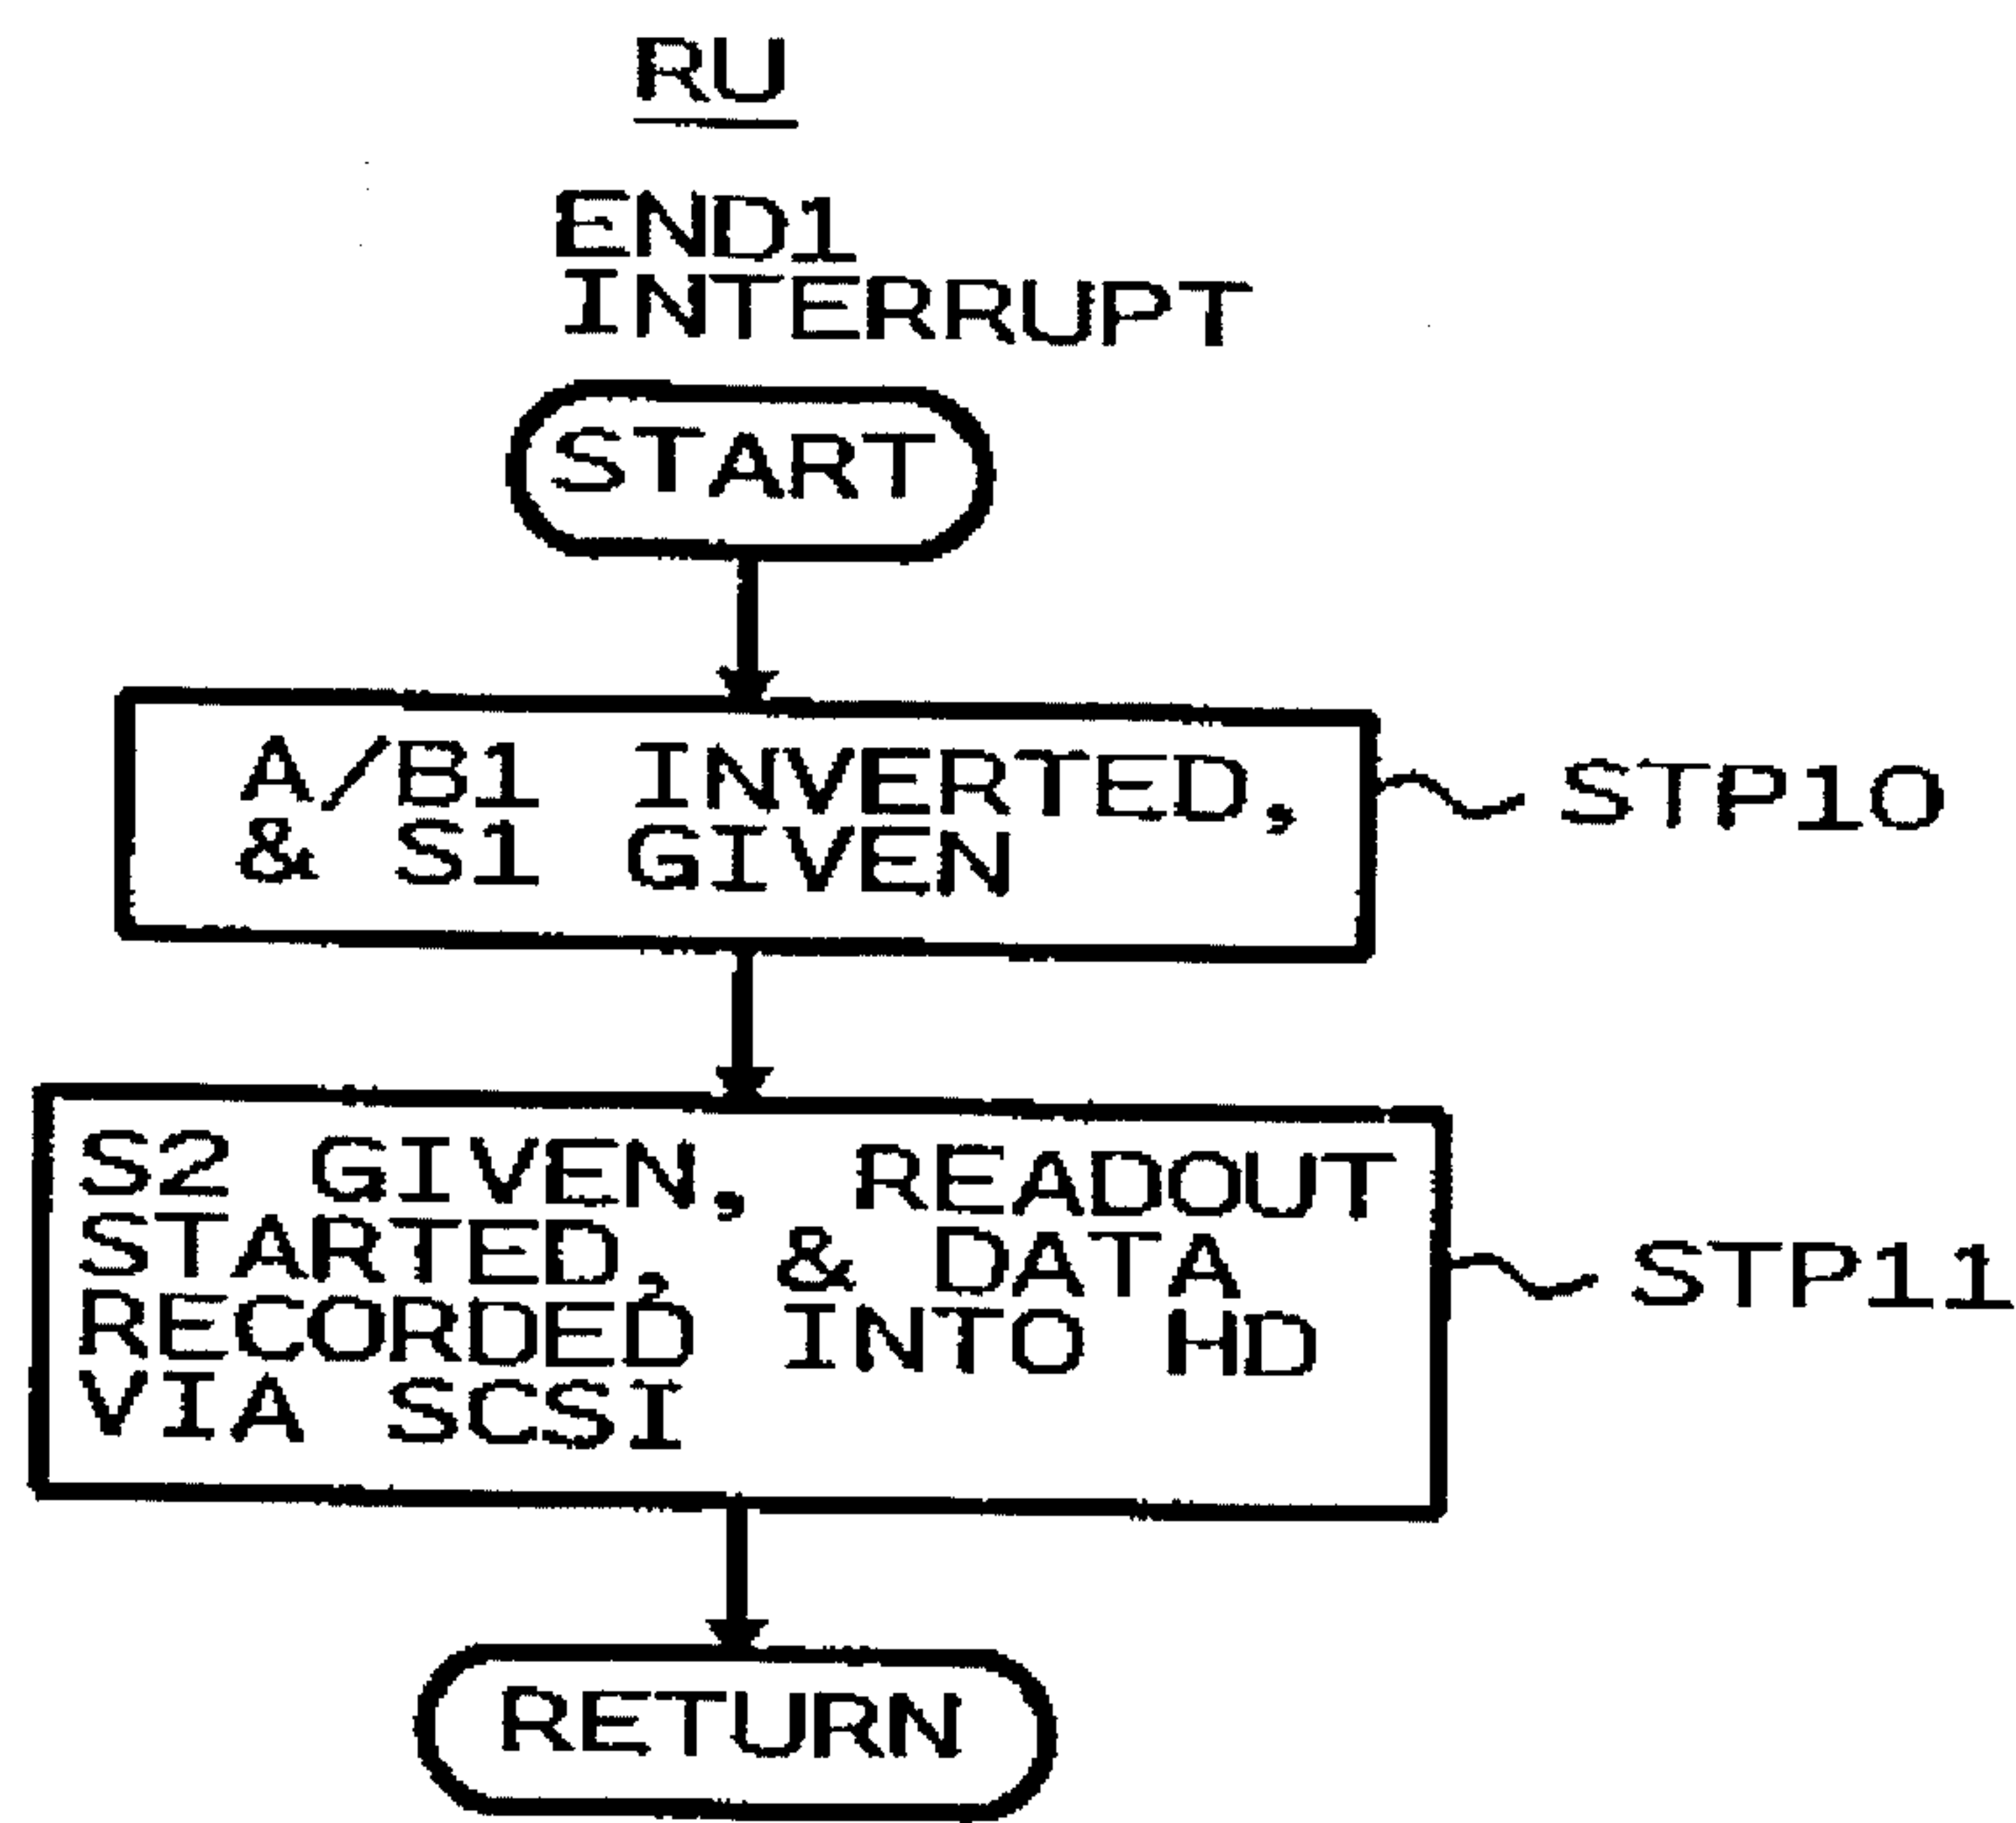 RU
END1
INTERRUPT
START
A/B1 INVERTED,
& S1 GIVEN
STP10
S2 GIVEN, READOUT
STARTED, & DATA
RECORDED INTO HD
VIA SCSI
STP11
RETURN